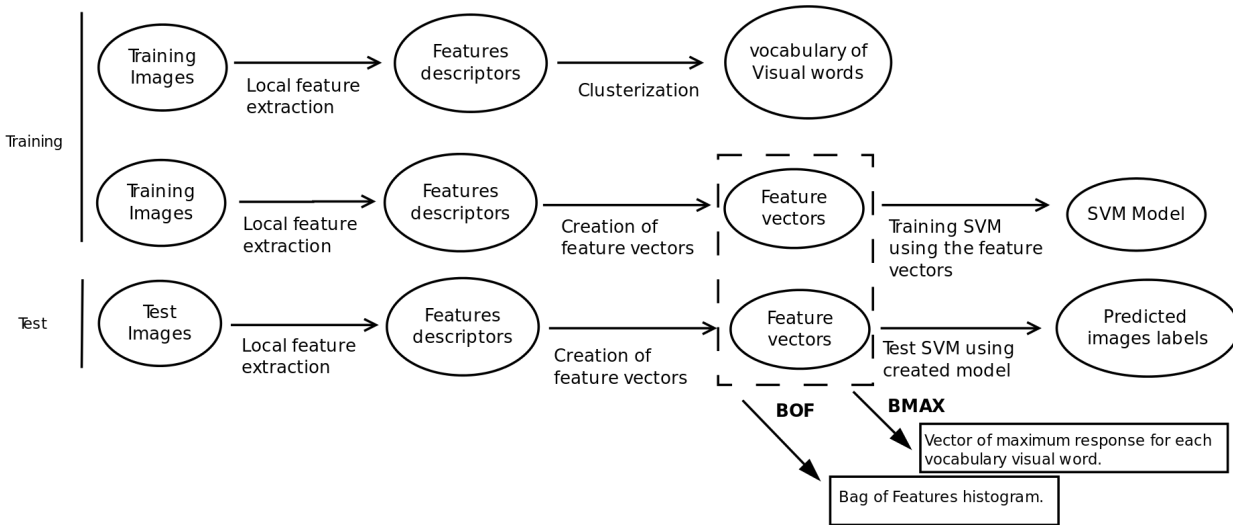 Training
Images
Local feature
extraction
Features
descriptors
Clusterization
vocabulary of
Visual words
Training
Training
Images
Local feature
extraction
Features
descriptors
Creation of
feature vectors
Feature
vectors
Training SVM
using the feature
vectors
SVM Model
Test
Test
Images
Local feature
extraction
Features
descriptors
Creation of
feature vectors
Feature
vectors
Test SVM using
created model
Predicted
images labels
BOF
BMAX
Vector of maximum response for each
vocabulary visual word.
Bag of Features histogram.